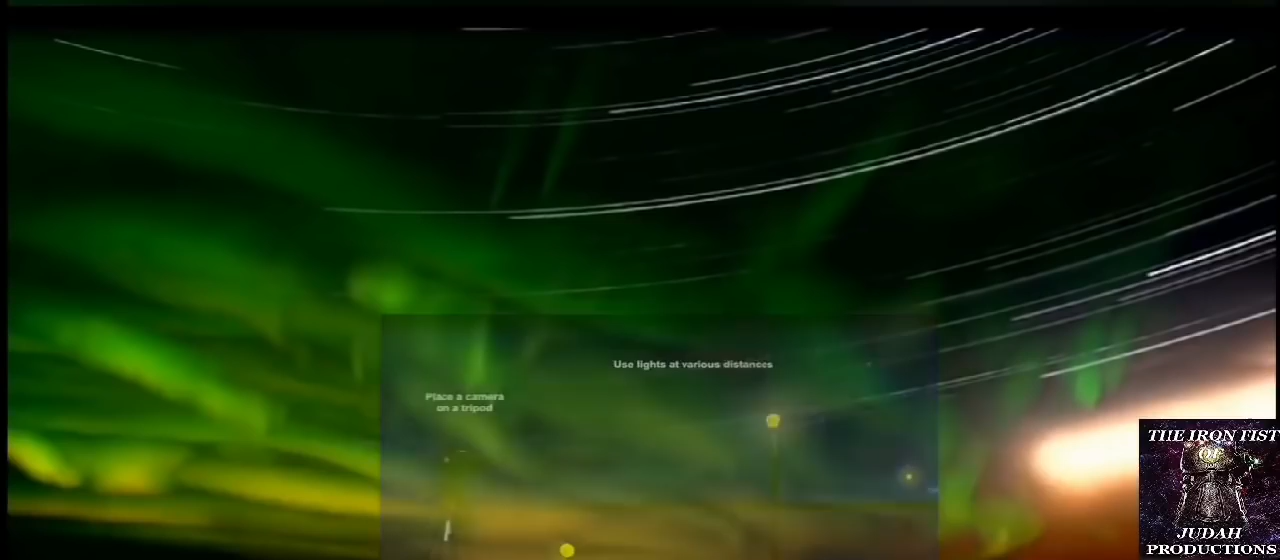 Use lights at various distances
Place a camera
on a tripod
THE IRON FIST
OF
JUDAH
PRODUCTIONS